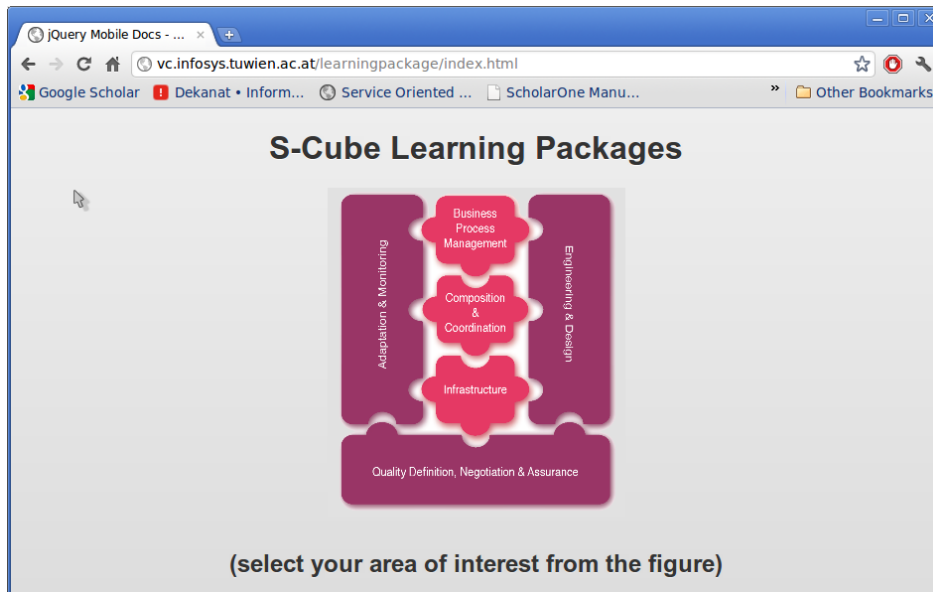 jQuery Mobile Docs - ...
vc.infosys.tuwien.ac.at/learningpackage/index.html
Google Scholar
Dekanat • Inform...
Service Oriented ...
ScholarOne Manu...
»
Other Bookmarks
S-Cube Learning Packages
Adaptation & Monitoring
Business
Process
Management
Composition
&
Coordination
Infrastructure
Engineering & Design
Quality Definition, Negotiation & Assurance
(select your area of interest from the figure)